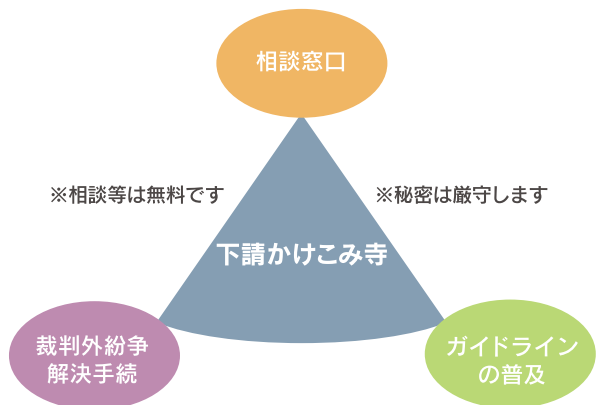 相談窓口
※相談等は無料です
※秘密は厳守します
下請かけこみ寺
裁判外紛争
解決手続
ガイドライン
の普及